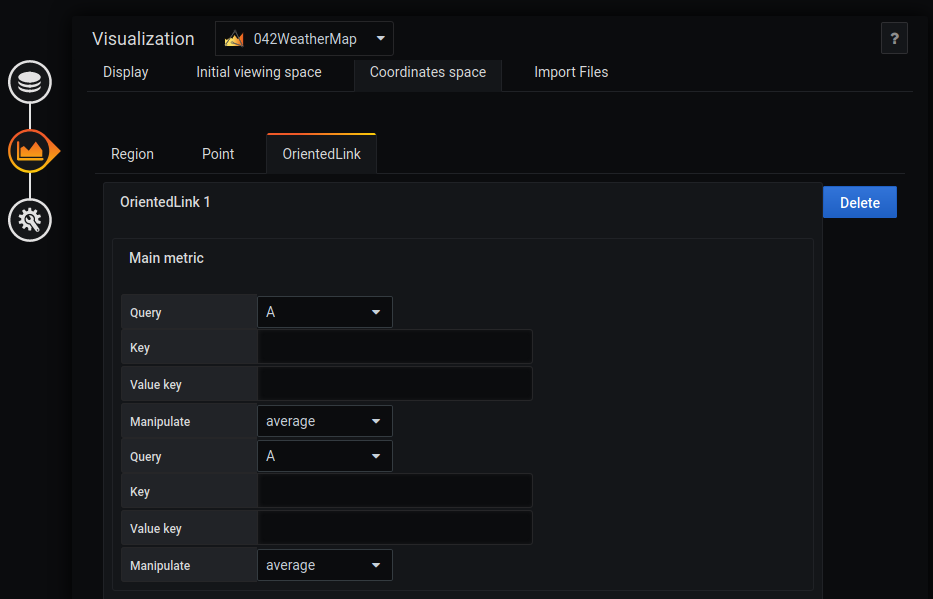 Visualization 042WeatherMap ?
Display Initial viewing space Coordinates space Import Files
Region Point OrientedLink
OrientedLink 1 Delete
Main metric
Query A
Key
Value key
Manipulate average
Query A
Key
Value key
Manipulate average